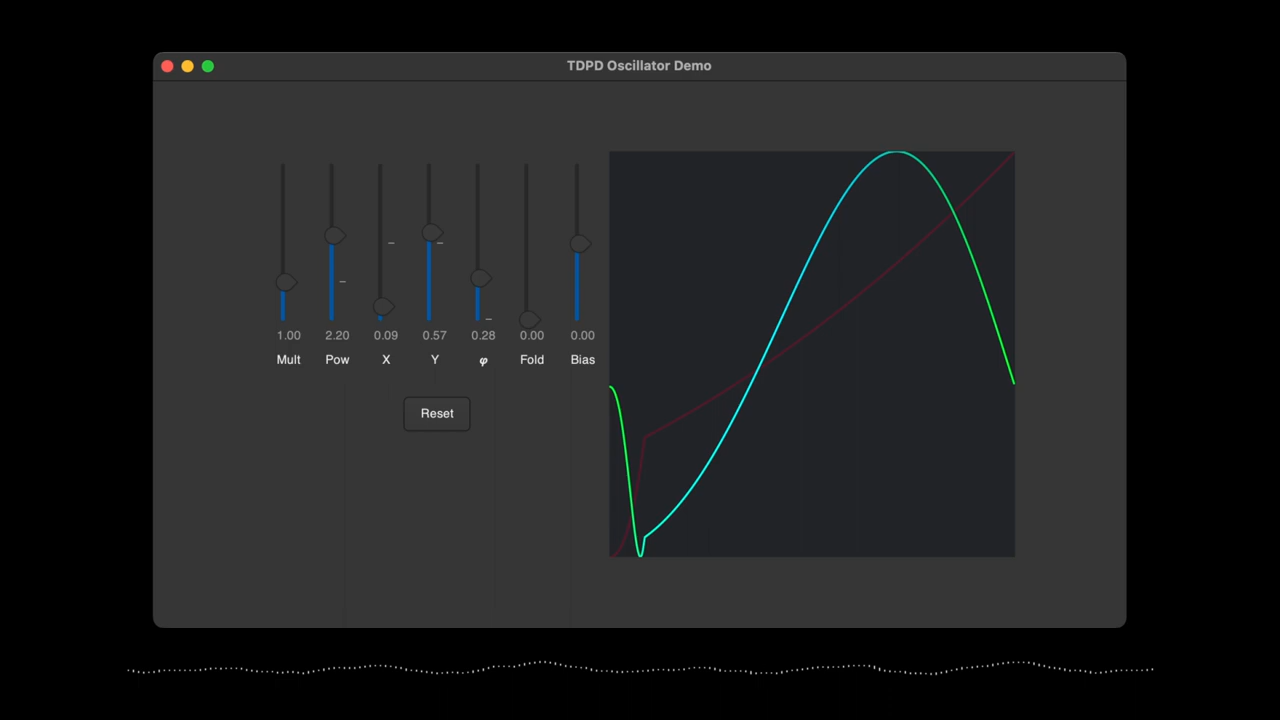 TDPD Oscillator Demo
1.00 2.20 0.09 0.57 0.28 0.00 0.00
Mult Pow X Y φ Fold Bias
Reset